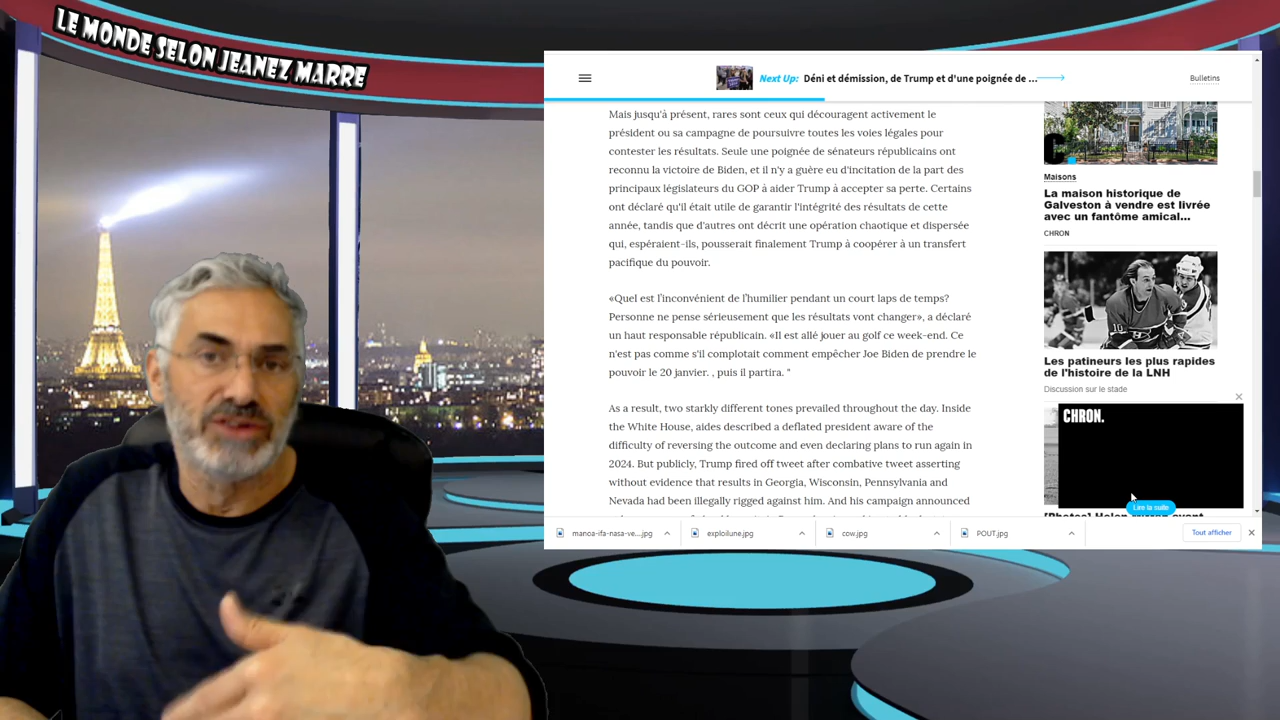 LE MONDE SELON JEANEZ MARRE
Next Up: Déni et démission, de Trump et d'une poignée de ...
Bulletins
Mais jusqu'à présent, rares sont ceux qui découragent activement le
président ou sa campagne de poursuivre toutes les voies légales pour
contester les résultats. Seule une poignée de sénateurs républicains ont
reconnu la victoire de Biden, et il n'y a guère eu d'incitation de la part des
principaux législateurs du GOP à aider Trump à accepter sa perte. Certains
ont déclaré qu'il était utile de garantir l'intégrité des résultats de cette
année, tandis que d'autres ont décrit une opération chaotique et dispersée
qui, espéraient-ils, pousserait finalement Trump à coopérer à un transfert
pacifique du pouvoir.
«Quel est l'inconvénient de l'humilier pendant un court laps de temps?
Personne ne pense sérieusement que les résultats vont changer», a déclaré
un haut responsable républicain. «Il est allé jouer au golf ce week-end. Ce
n'est pas comme s'il complotait comment empêcher Joe Biden de prendre le
pouvoir le 20 janvier. , puis il partira. "
As a result, two starkly different tones prevailed throughout the day. Inside
the White House, aides described a deflated president aware of the
difficulty of reversing the outcome and even declaring plans to run again in
2024. But publicly, Trump fired off tweet after combative tweet asserting
without evidence that results in Georgia, Wisconsin, Pennsylvania and
Nevada had been illegally rigged against him. And his campaign announced
Maisons
La maison historique de
Galveston à vendre est livrée
avec un fantôme amical...
CHRON
Les patineurs les plus rapides
de l'histoire de la LNH
Discussion sur le stade
CHRON.
Lire la suite
manoa-ifa-nasa-ve....jpg
exploilune.jpg
cow.jpg
POUT.jpg
Tout afficher